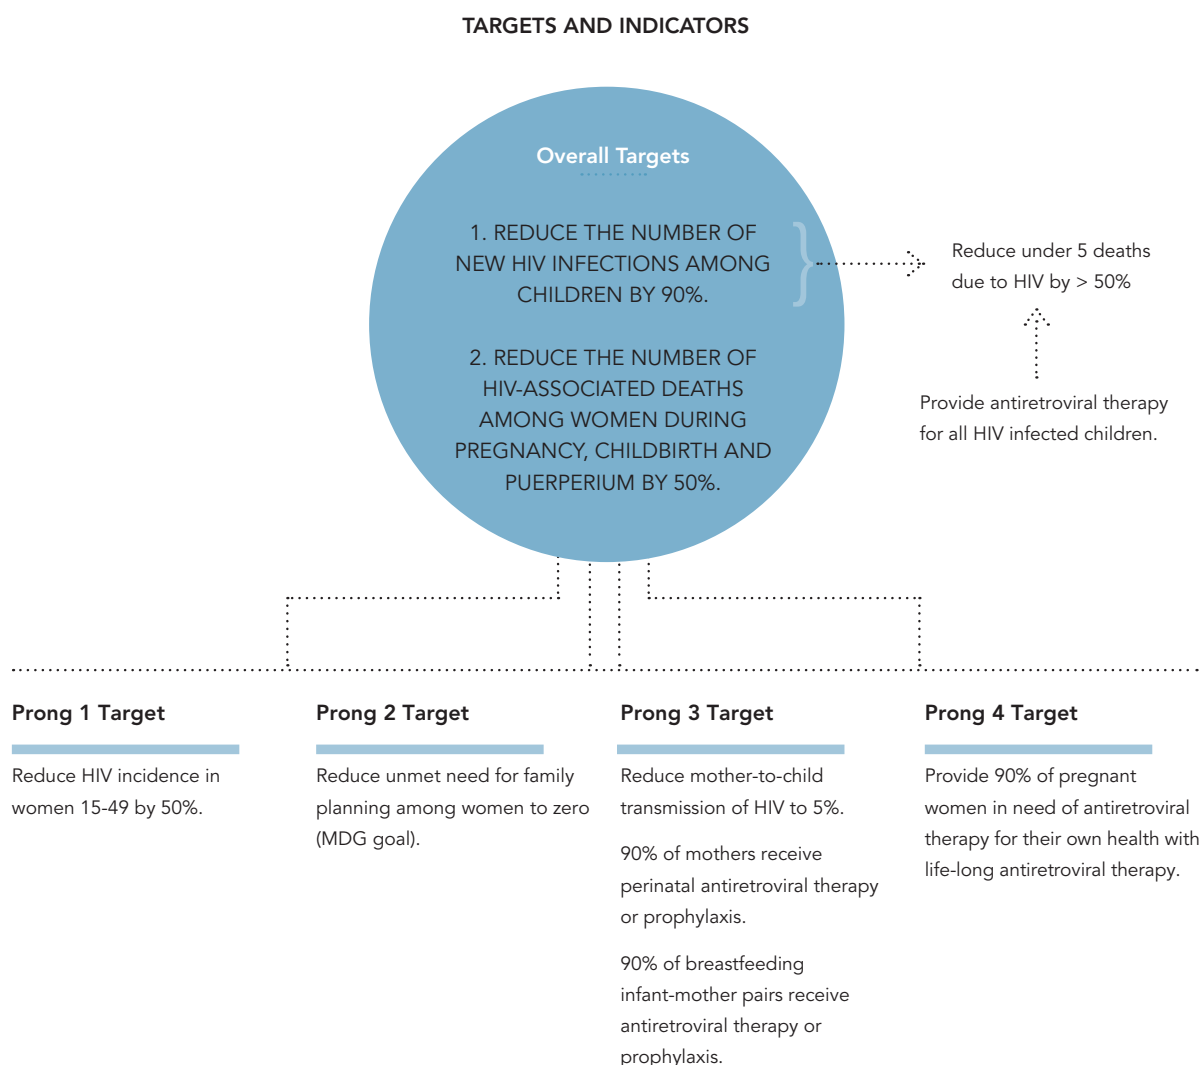 TARGETS AND INDICATORS
Overall Targets
1. REDUCE THE NUMBER OF
NEW HIV INFECTIONS AMONG
CHILDREN BY 90%.
2. REDUCE THE NUMBER OF
HIV-ASSOCIATED DEATHS
AMONG WOMEN DURING
PREGNANCY, CHILDBIRTH AND
PUERPERIUM BY 50%.
Reduce under 5 deaths
due to HIV by > 50%
Provide antiretroviral therapy
for all HIV infected children.
Prong 1 Target
Reduce HIV incidence in
women 15-49 by 50%.
Prong 2 Target
Reduce unmet need for family
planning among women to zero
(MDG goal).
Prong 3 Target
Reduce mother-to-child
transmission of HIV to 5%.
90% of mothers receive
perinatal antiretroviral therapy
or prophylaxis.
90% of breastfeeding
infant-mother pairs receive
antiretroviral therapy or
prophylaxis.
Prong 4 Target
Provide 90% of pregnant
women in need of antiretroviral
therapy for their own health with
life-long antiretroviral therapy.